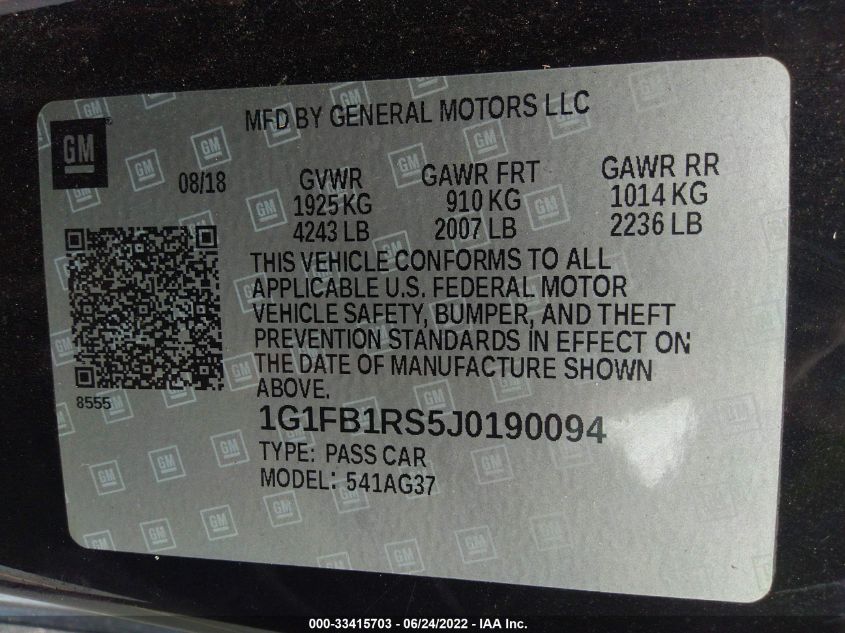 MFD BY GENERAL MOTORS LLC
GM
08/18
GVWR
1925 KG
4243 LB
GAWR FRT
910 KG
2007 LB
GAWR RR
1014 KG
2236 LB
THIS VEHICLE CONFORMS TO ALL
APPLICABLE U.S. FEDERAL MOTOR
VEHICLE SAFETY, BUMPER, AND THEFT
PREVENTION STANDARDS IN EFFECT ON
THE DATE OF MANUFACTURE SHOWN
ABOVE.
8555
1G1FB1RS5J0190094
TYPE: PASS CAR
MODEL: 541AG37
000-33415703 - 06/24/2022 - IAA Inc.